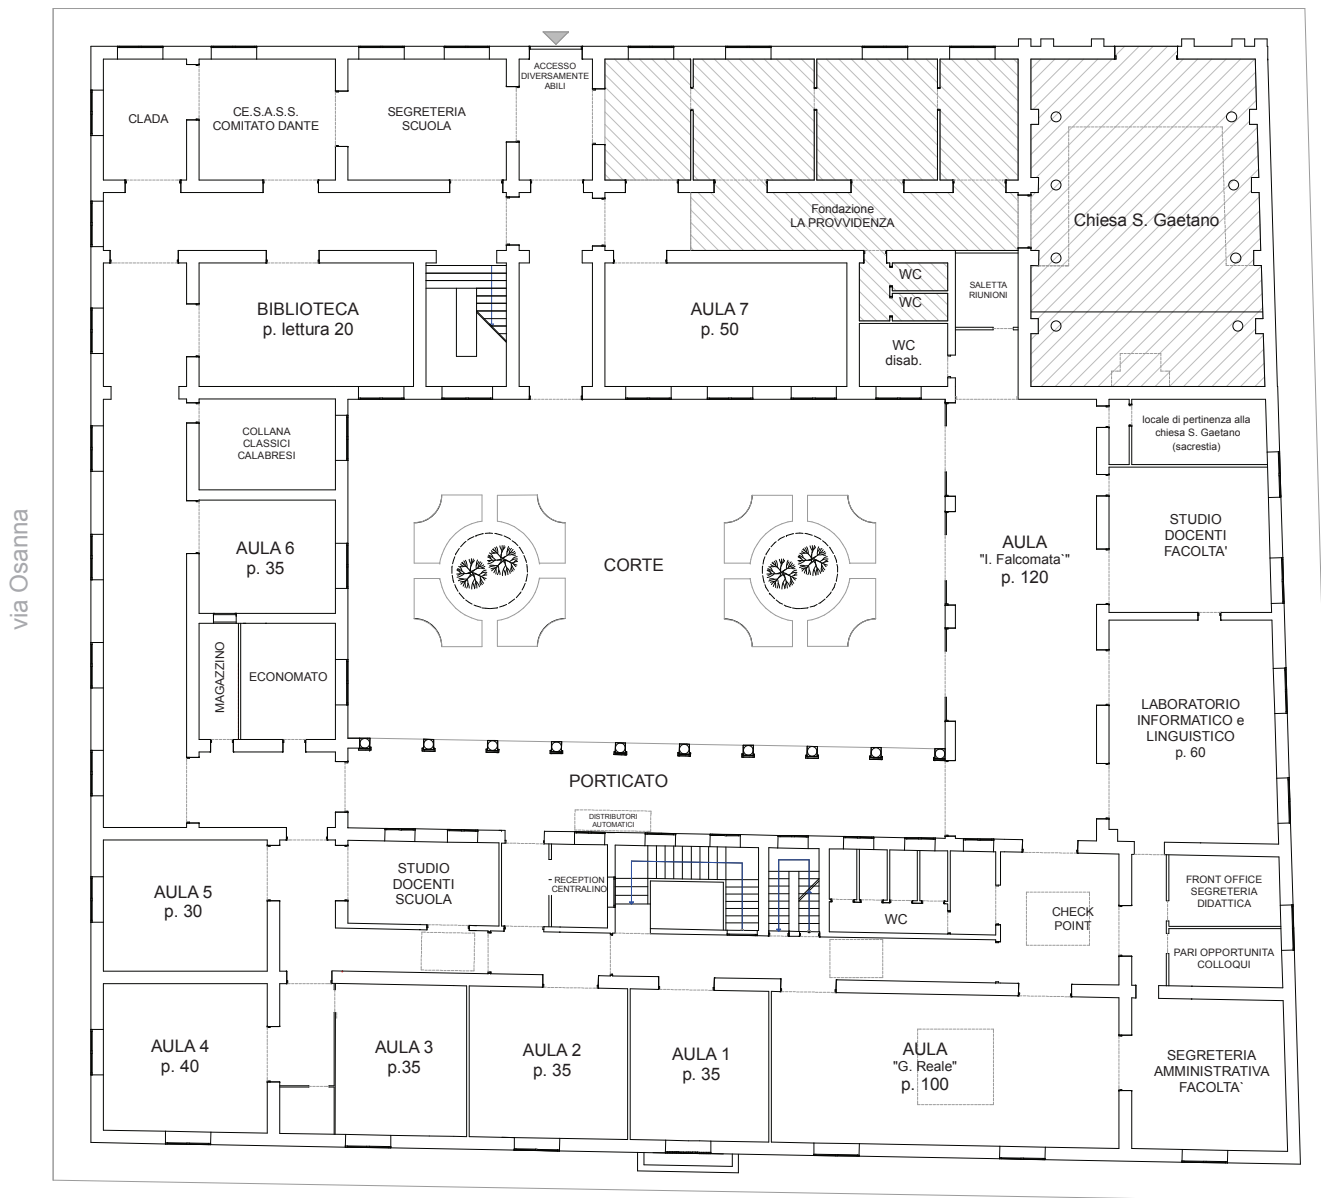 ACCESSO
DIVERSAMENTE
ABILI
CLADA
CE.S.A.S.S.
COMITATO DANTE
SEGRETERIA
SCUOLA
Fondazione
LA PROVVIDENZA
Chiesa S. Gaetano
BIBLIOTECA
p. lettura 20
AULA 7
p. 50
WC
WC
WC
disab.
SALETTA
RIUNIONI
COLLANA
CLASSICI
CALABRESI
locale di pertinenza alla
chiesa S. Gaetano
(sacrestia)
via Osanna
AULA 6
p. 35
CORTE
AULA
"I. Falcomata`"
p. 120
STUDIO
DOCENTI
FACOLTA'
MAGAZZINO
ECONOMATO
LABORATORIO
INFORMATICO e
LINGUISTICO
p. 60
PORTICATO
DISTRIBUTORI
AUTOMATICI
AULA 5
p. 30
STUDIO
DOCENTI
SCUOLA
RECEPTION
CENTRALINO
WC
CHECK
POINT
FRONT OFFICE
SEGRETERIA
DIDATTICA
PARI OPPORTUNITA
COLLOQUI
AULA 4
p. 40
AULA 3
p.35
AULA 2
p. 35
AULA 1
p. 35
AULA
"G. Reale"
p. 100
SEGRETERIA
AMMINISTRATIVA
FACOLTA`